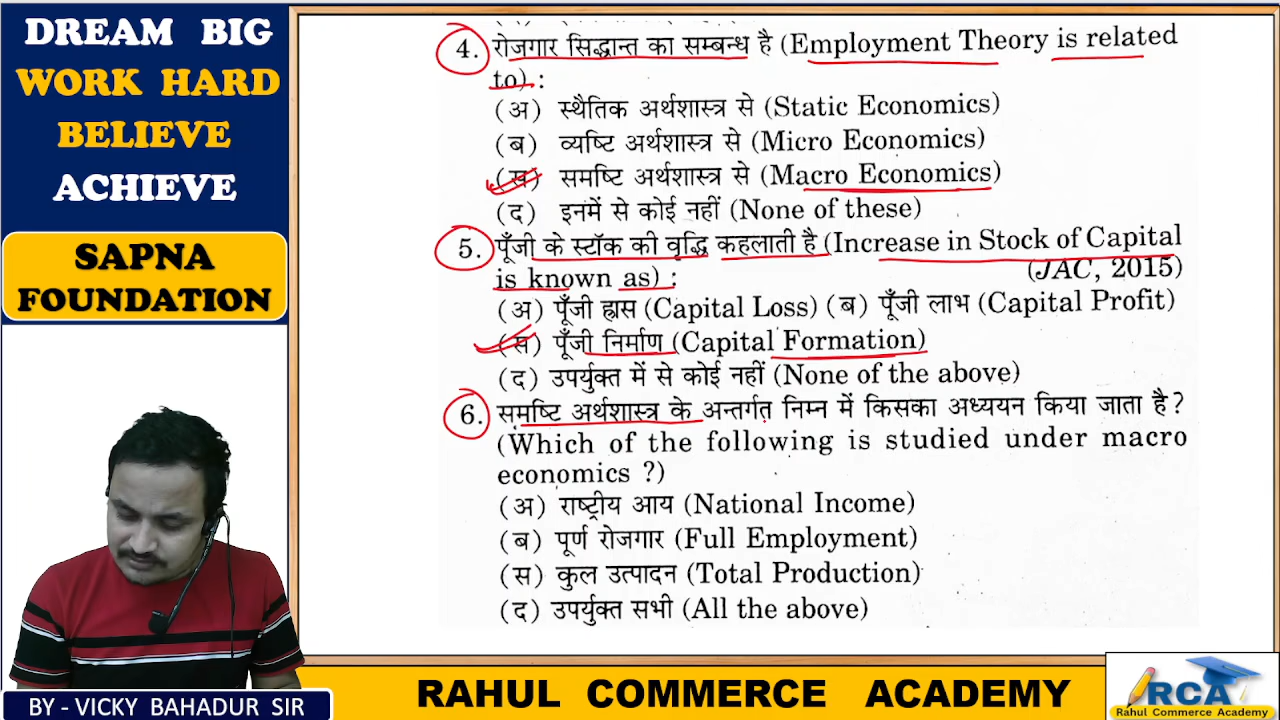 DREAM BIG
WORK HARD
BELIEVE
ACHIEVE
SAPNA
FOUNDATION
4. रोजगार सिद्धान्त का सम्बन्ध है (Employment Theory is related
to) :
(अ) स्थैतिक अर्थशास्त्र से (Static Economics)
(ब) व्यष्टि अर्थशास्त्र से (Micro Economics)
(स) समष्टि अर्थशास्त्र से (Macro Economics)
(द) इनमें से कोई नहीं (None of these)
5. पूँजी के स्टॉक की वृद्धि कहलाती है (Increase in Stock of Capital
is known as) : (JAC, 2015)
(अ) पूँजी ह्रास (Capital Loss) (ब) पूँजी लाभ (Capital Profit)
(स) पूँजी निर्माण (Capital Formation)
(द) उपर्युक्त में से कोई नहीं (None of the above)
6. समष्टि अर्थशास्त्र के अन्तर्गत निम्न में किसका अध्ययन किया जाता है?
(Which of the following is studied under macro
economics ?)
(अ) राष्ट्रीय आय (National Income)
(ब) पूर्ण रोजगार (Full Employment)
(स) कुल उत्पादन (Total Production)
(द) उपर्युक्त सभी (All the above)
BY - VICKY BAHADUR SIR
RAHUL COMMERCE ACADEMY
RCA
Rahul Commerce Academy